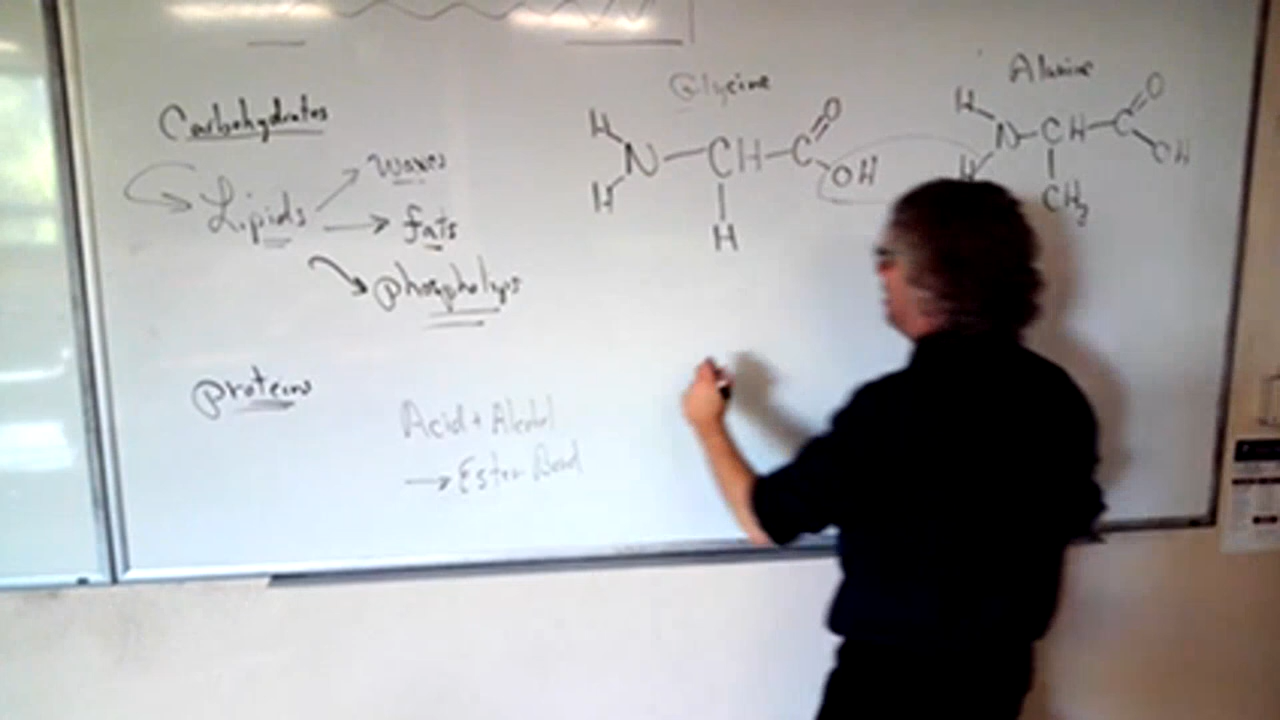 Carbohydrates
Lipids
waxes
fats
phospholips
proteins
Acid + Alcohol
→ Ester Bond
Glycine
H
N — CH — C
O
OH
H
H
Alanine
H
N — CH — C
O
OH
H
CH3